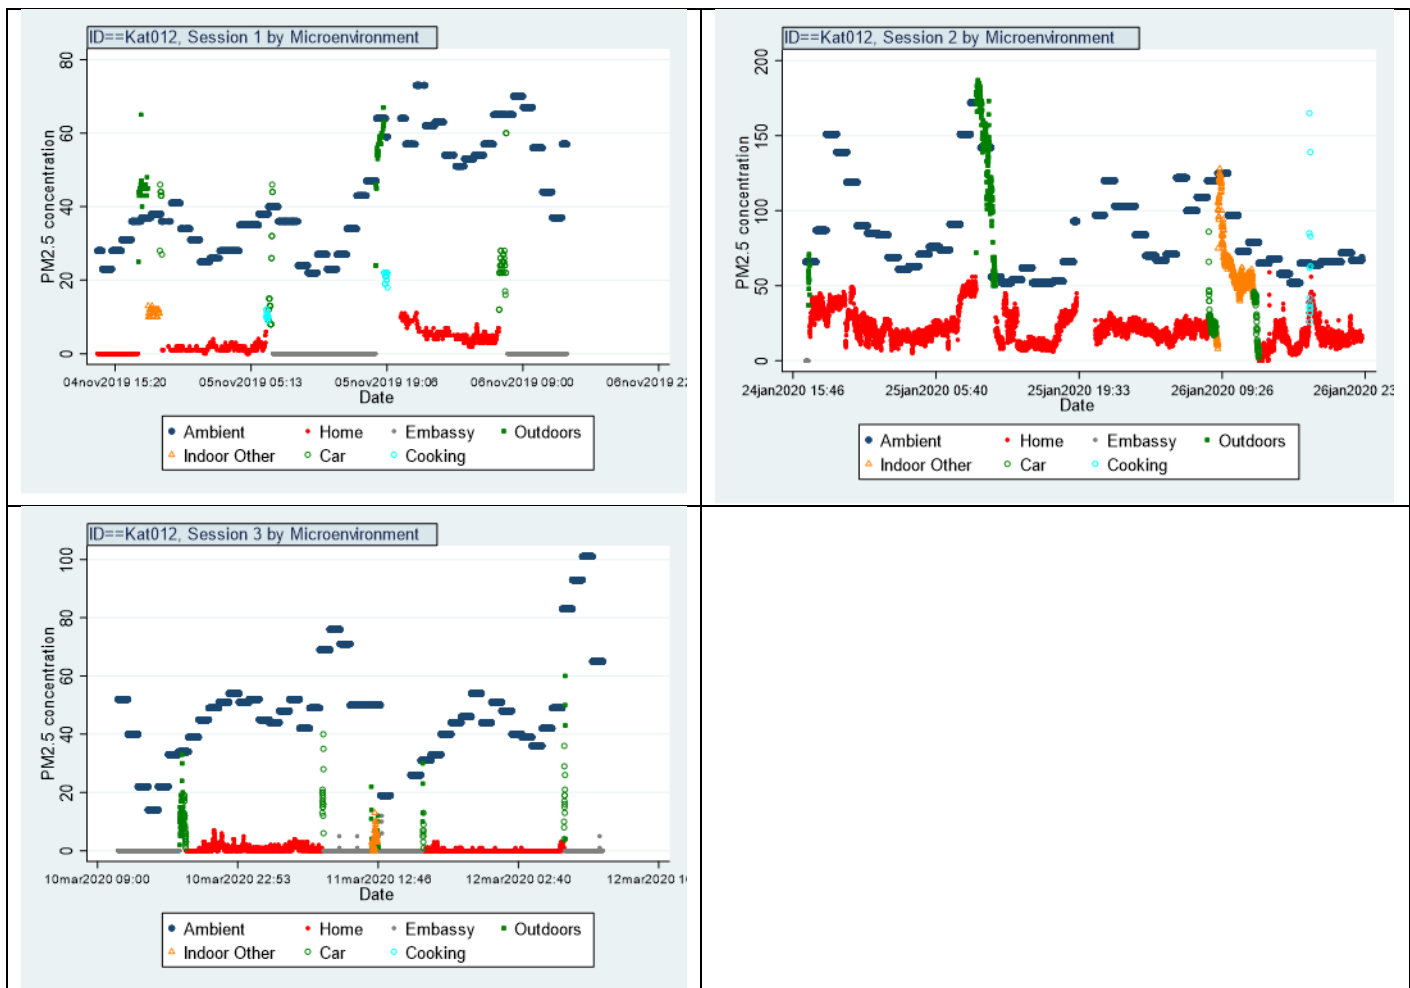 ID==Kat012, Session 1 by Microenvironment
80
60
40
20
0
PM2.5 concentration
04nov2019 15:20 05nov2019 05:13 05nov2019 19:06 06nov2019 09:00 06nov2019 22
Date
Ambient Home Embassy Outdoors
Indoor Other Car Cooking
ID==Kat012, Session 2 by Microenvironment
200
150
100
50
0
PM2.5 concentration
24jan2020 15:46 25jan2020 05:40 25jan2020 19:33 26jan2020 09:26 26jan2020 23
Date
Ambient Home Embassy Outdoors
Indoor Other Car Cooking
ID==Kat012, Session 3 by Microenvironment
100
80
60
40
20
0
PM2.5 concentration
10mar2020 09:00 10mar2020 22:53 11mar2020 12:46 12mar2020 02:40 12mar2020
Date
Ambient Home Embassy Outdoors
Indoor Other Car Cooking